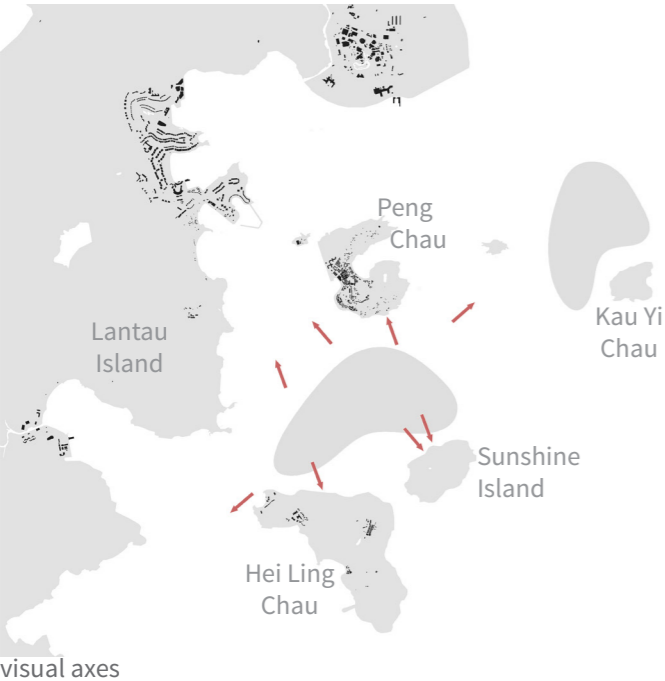 Peng
Chau
Kau Yi
Chau
Lantau
Island
Sunshine
Island
Hei Ling
Chau
visual axes